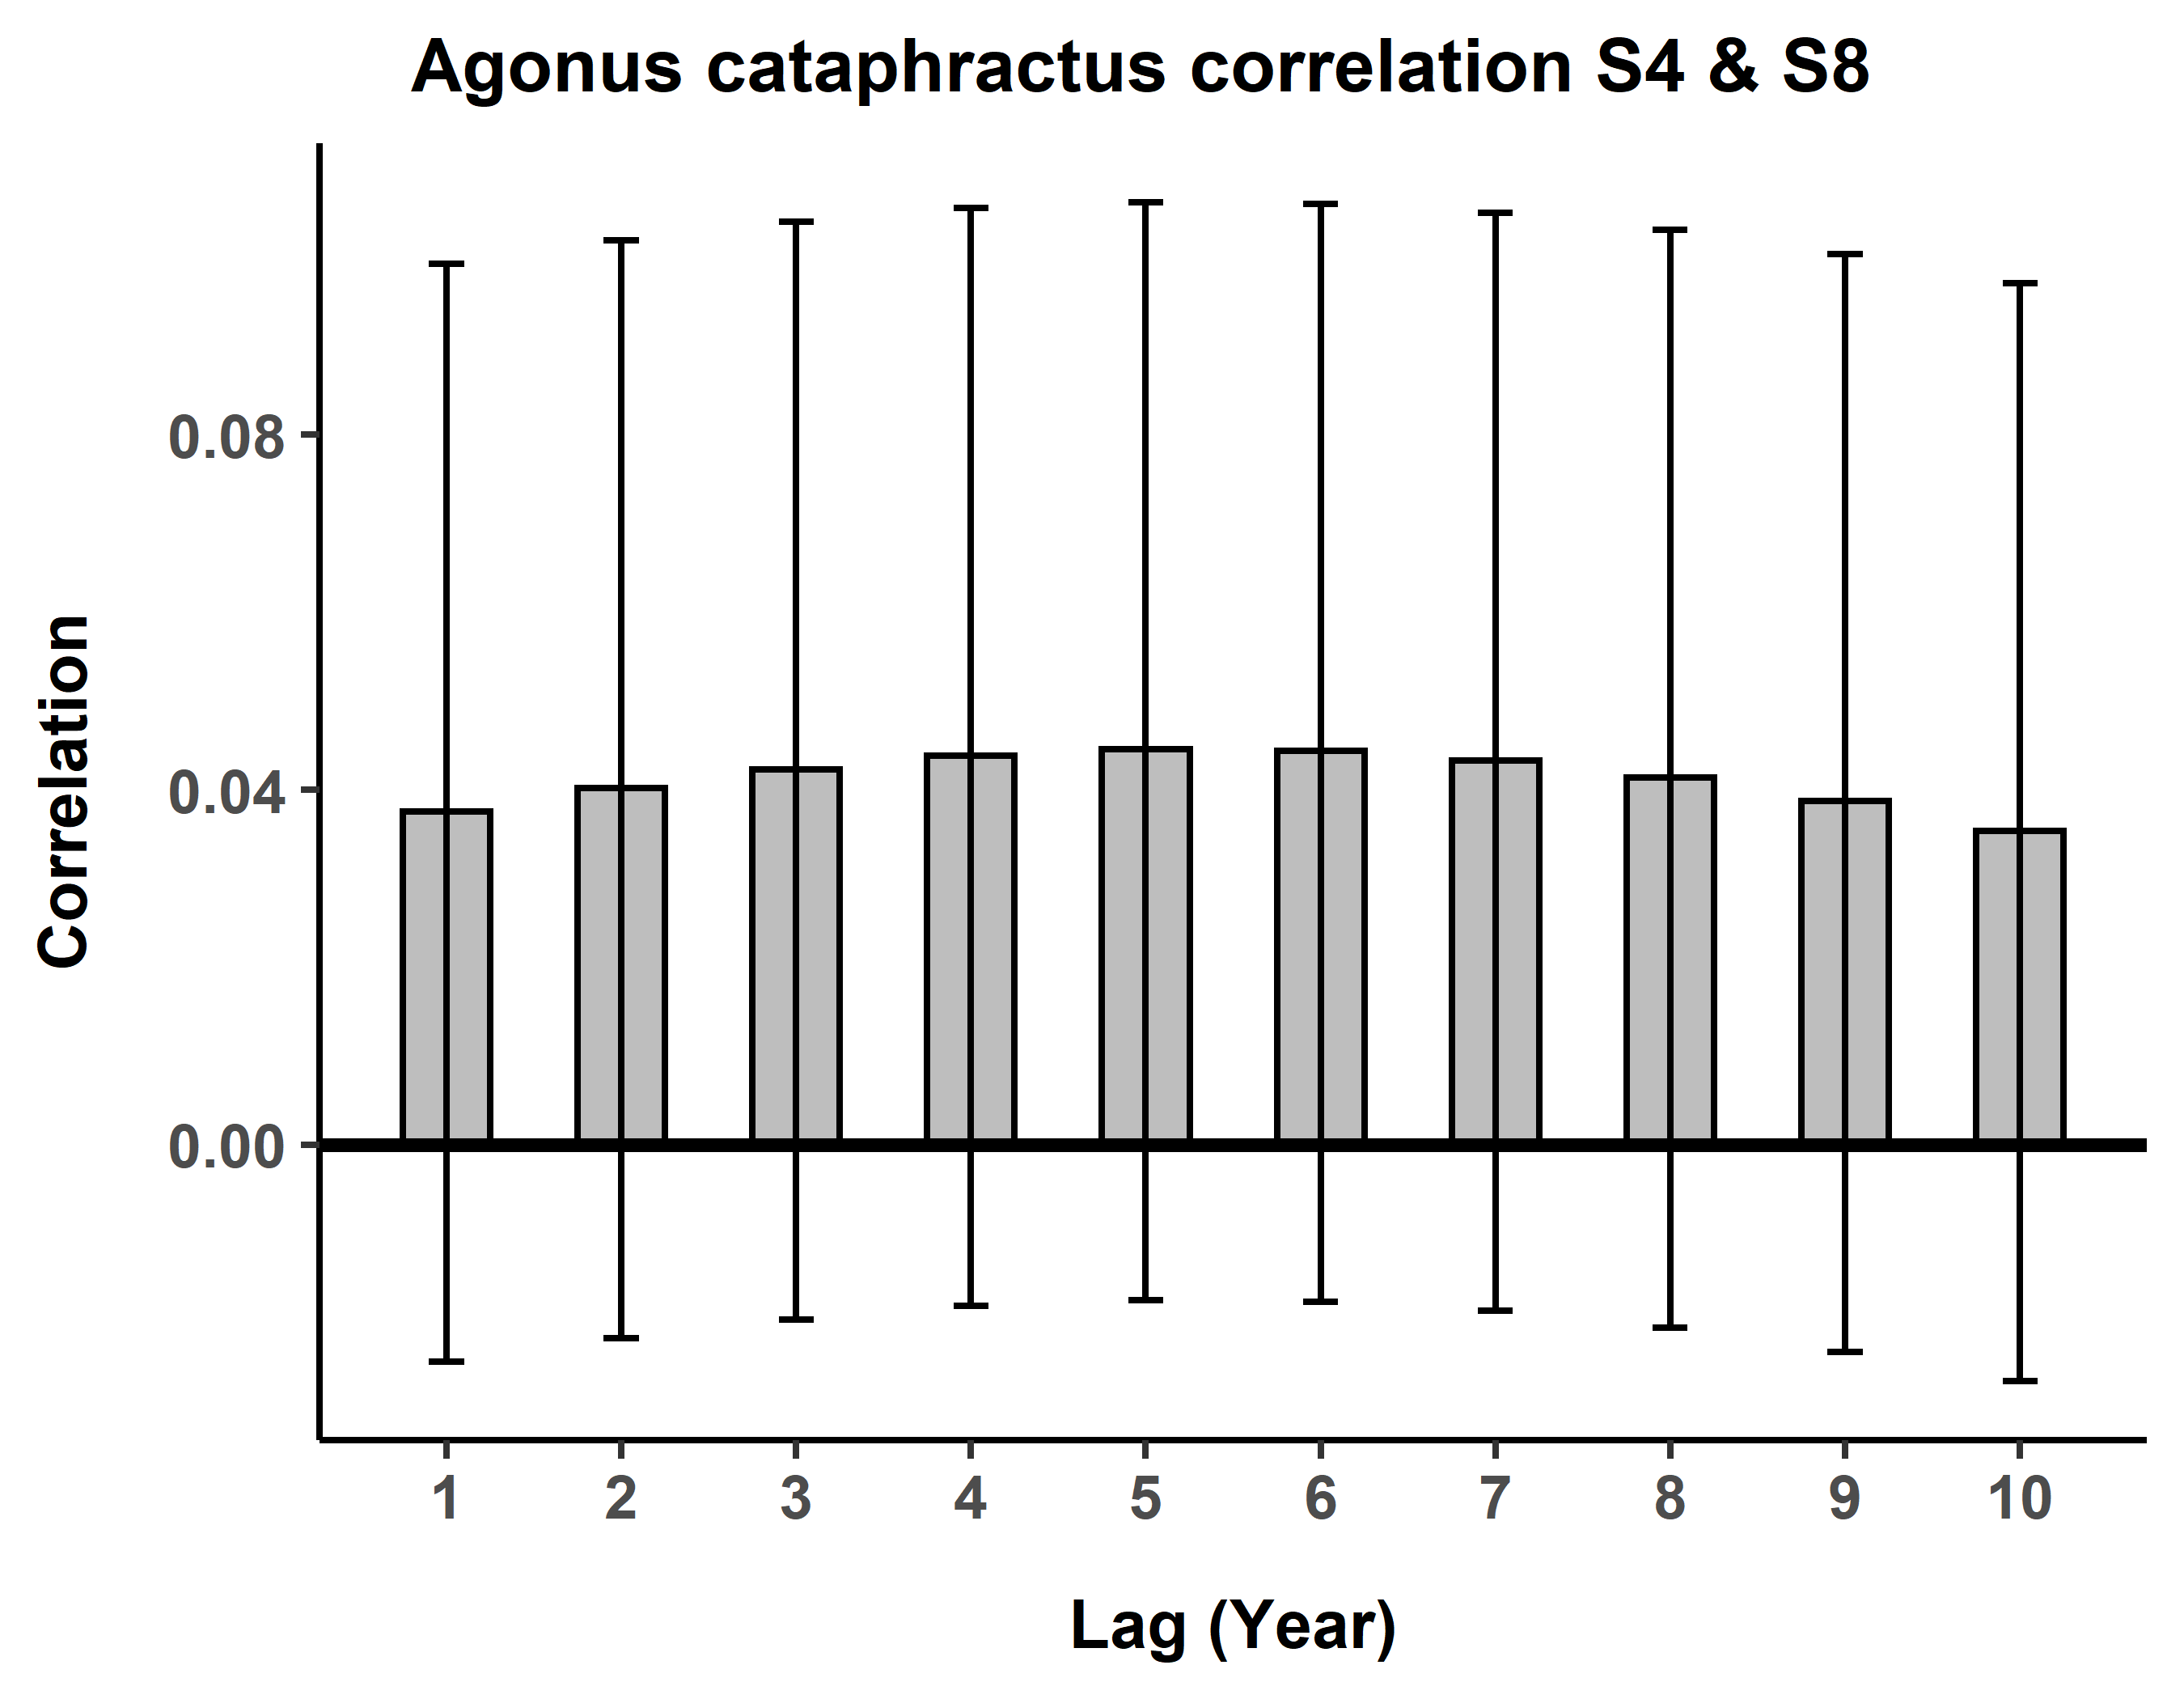 Agonus cataphractus correlation S4 & S8
Correlation
0.08
0.04
0.00
1 2 3 4 5 6 7 8 9 10
Lag (Year)